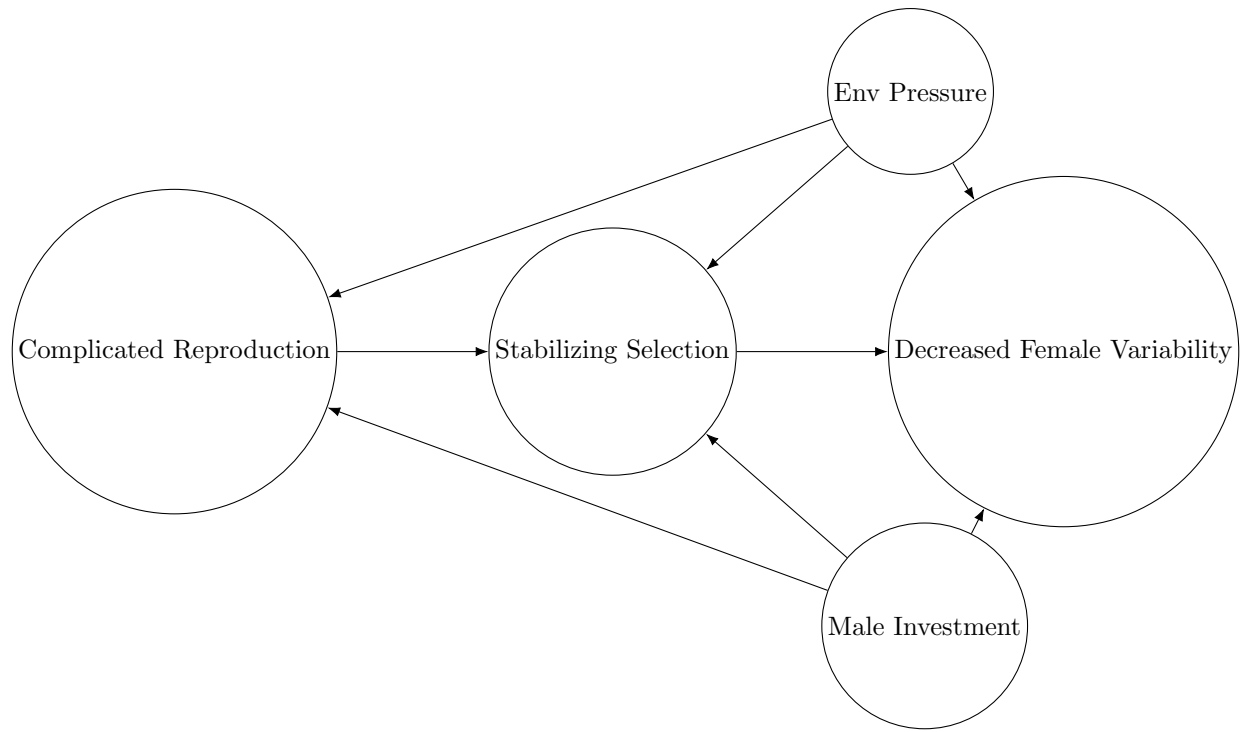 Env Pressure
Complicated Reproduction
Stabilizing Selection
Decreased Female Variability
Male Investment